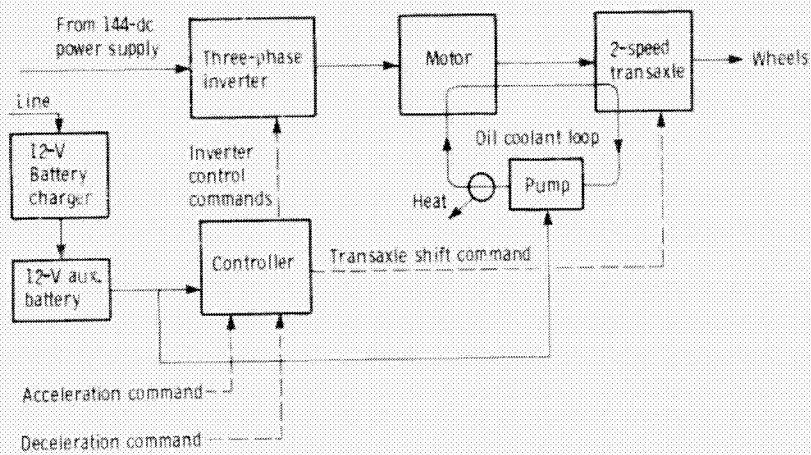 From 144-dc
power supply
Three-phase
inverter
Motor
2-speed
transaxle
Wheels
Line
12-V
Battery
charger
Inverter
control
commands
Oil coolant loop
Pump
Heat
Controller
Transaxle shift command
12-V aux.
battery
Acceleration command
Deceleration command